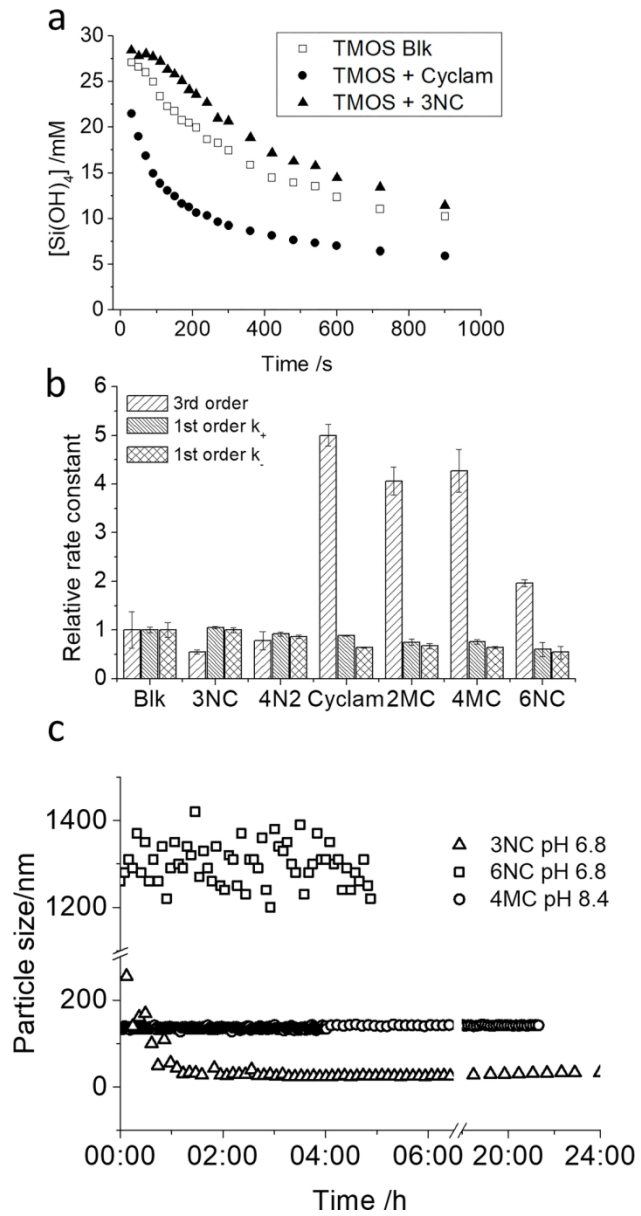 a
30
25
20
15
10
5
0
[Si(OH)₄] /mM
TMOS Blk
TMOS + Cyclam
TMOS + 3NC
0 200 400 600 800 1000
Time /s
b
6
5
4
3
2
1
0
Relative rate constant
3rd order
1st order k₊
1st order k₋
Blk 3NC 4N2 Cyclam 2MC 4MC 6NC
c
1400
1200
200
0
Particle size/nm
3NC pH 6.8
6NC pH 6.8
4MC pH 8.4
00:00 02:00 04:00 06:00 20:00 24:00
Time /h